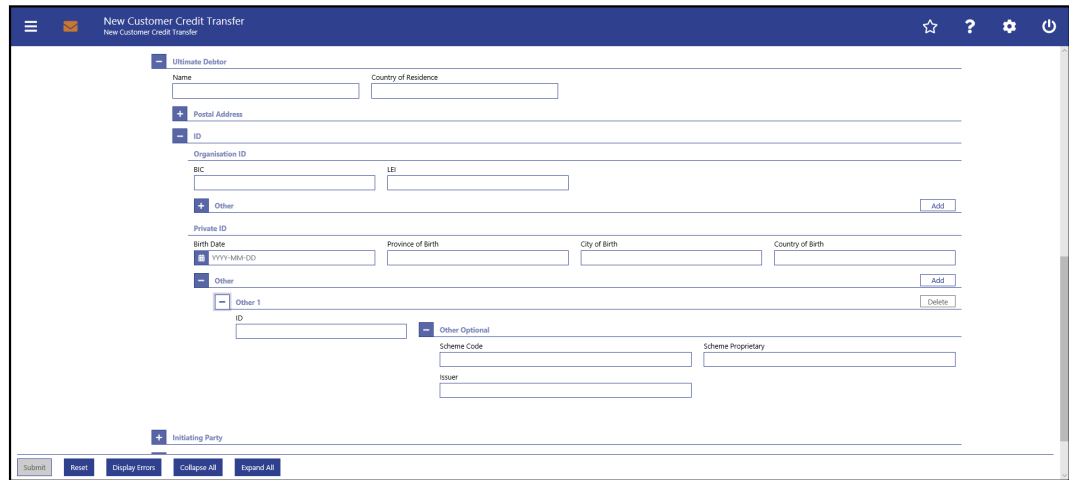 New Customer Credit Transfer
New Customer Credit Transfer
?
Ultimate Debtor
Name Country of Residence
Postal Address
ID
Organisation ID
BIC LEI
Other Add
Private ID
Birth Date Province of Birth City of Birth Country of Birth
YYYY-MM-DD
Other Add
Other 1 Delete
ID
Other Optional
Scheme Code Scheme Proprietary
Issuer
Initiating Party
Submit Reset Display Errors Collapse All Expand All